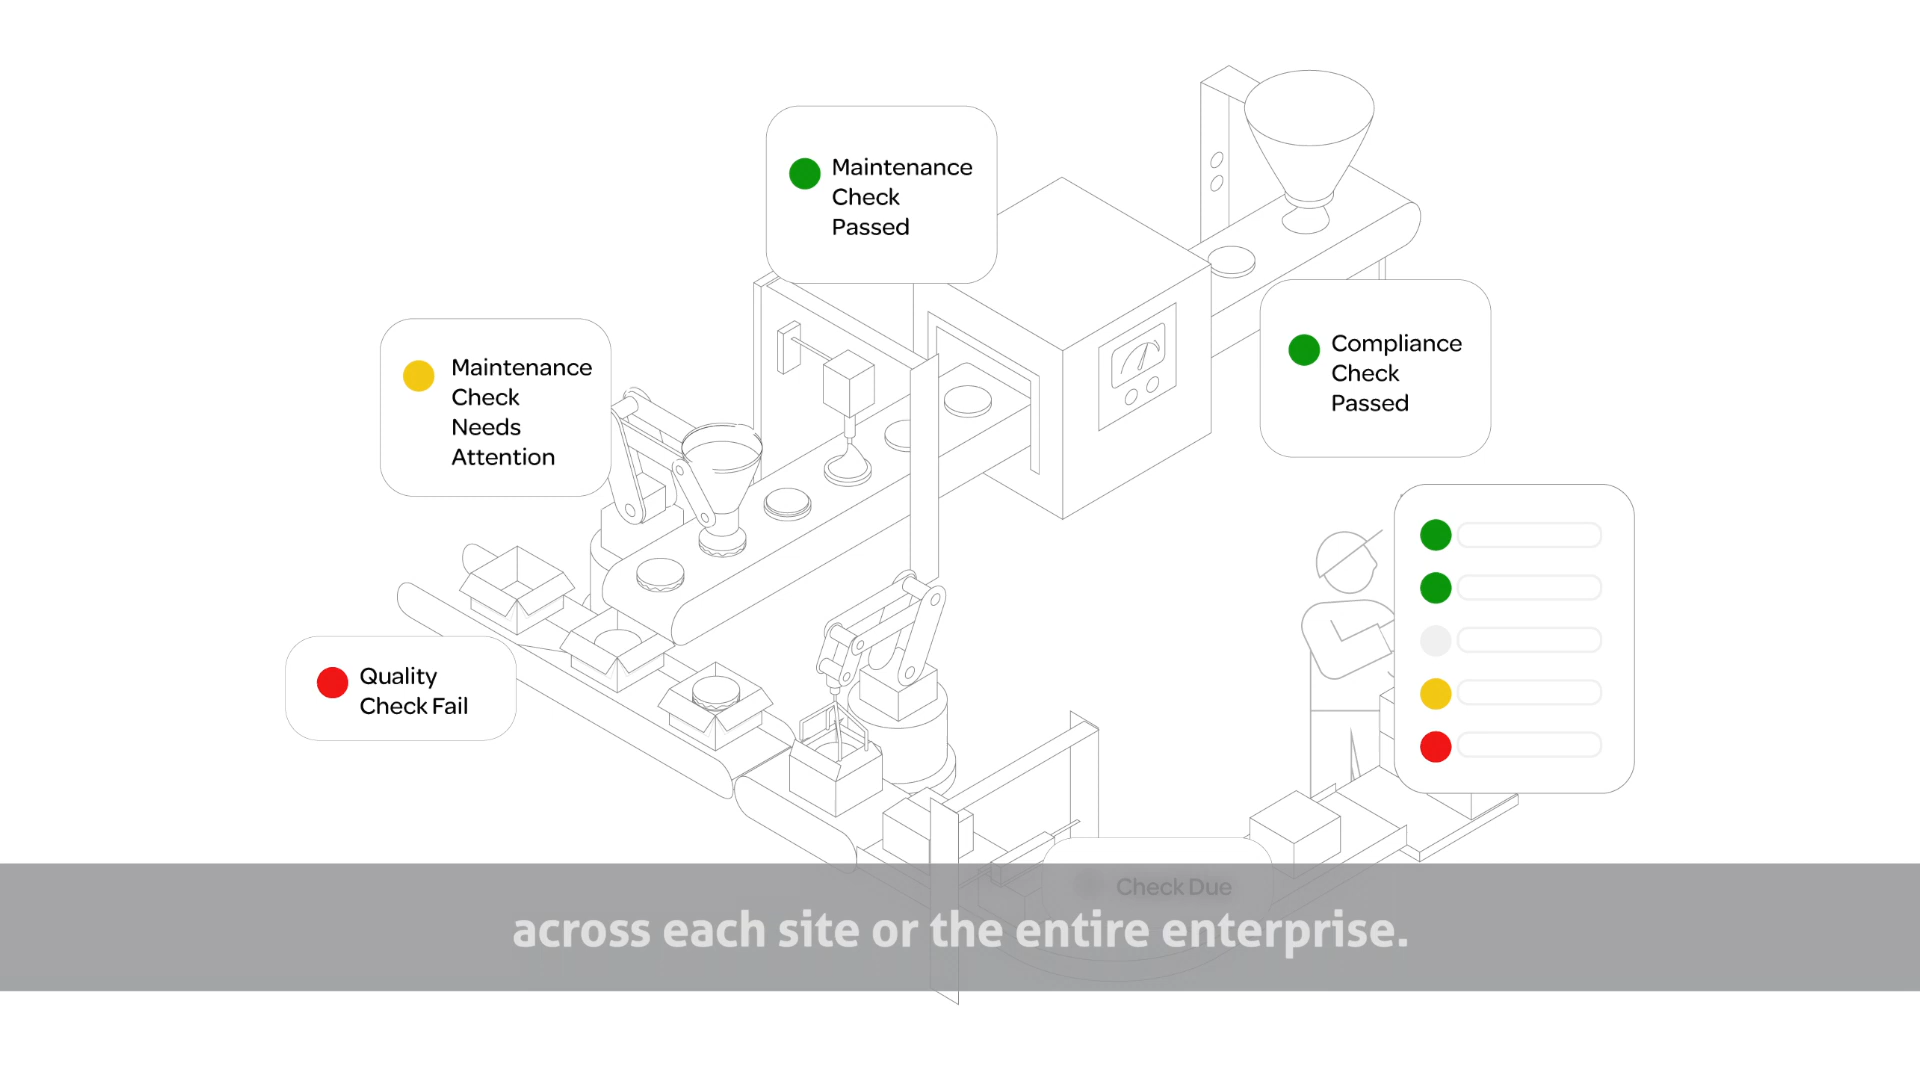 Maintenance
Check
Passed
Compliance
Check
Passed
Maintenance
Check
Needs
Attention
Quality
Check Fail
Check Due
across each site or the entire enterprise.